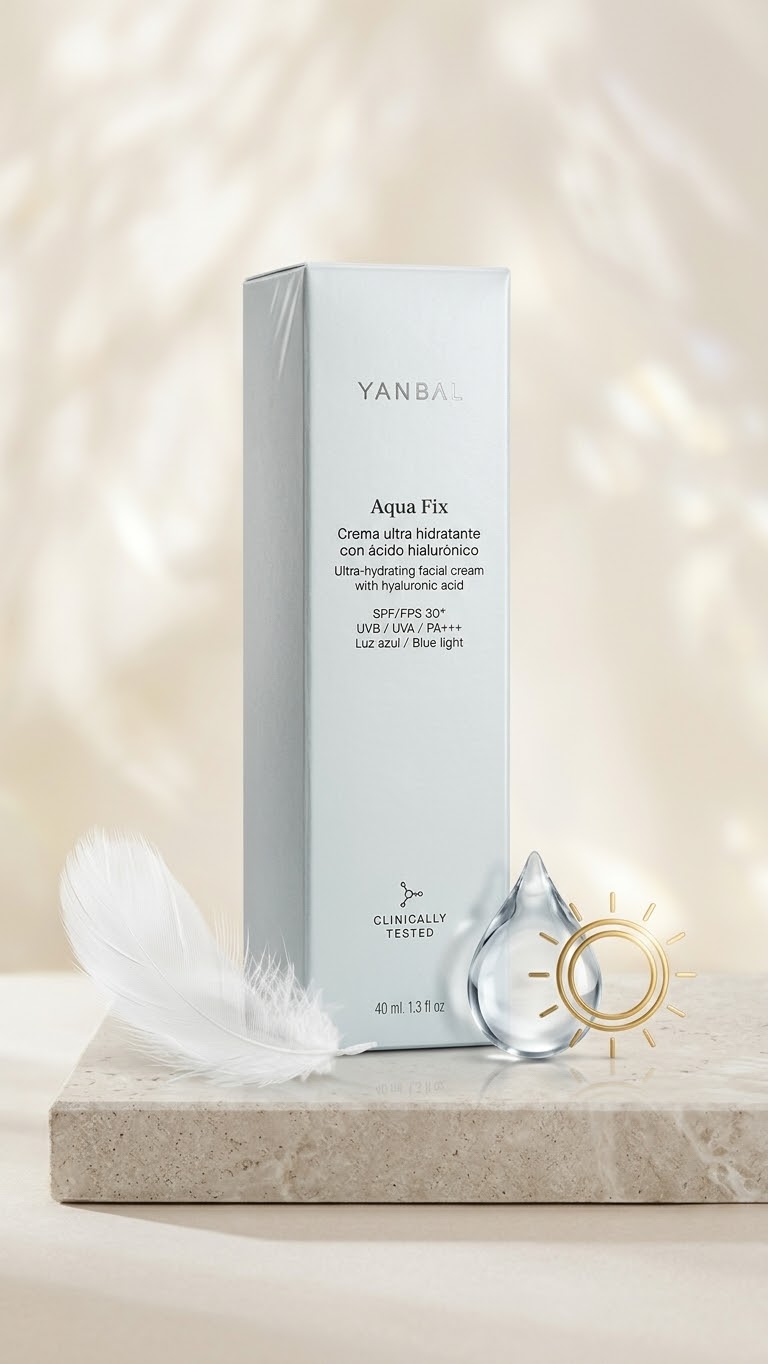 YANBAL
Aqua Fix
Crema ultra hidratante
con ácido hialurónico
Ultra-hydrating facial cream
with hyaluronic acid
SPF/FPS 30+
UVB / UVA / PA+++
Luz azul / Blue light
CLINICALLY
TESTED
40 ml. 1.3 fl oz